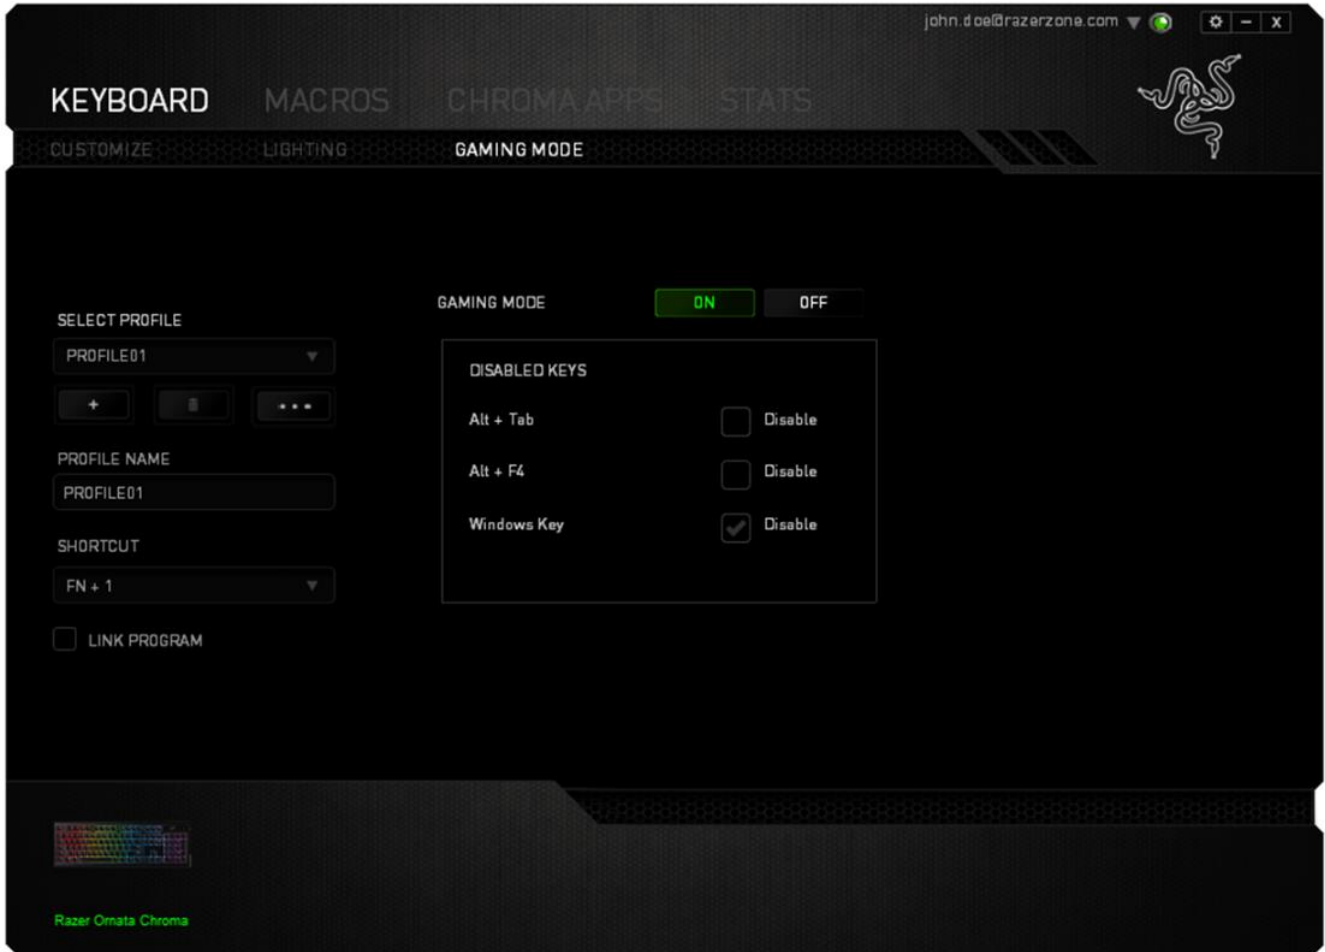 john.doe@razerzone.com
KEYBOARD MACROS CHROMA APPS STATS
CUSTOMIZE LIGHTING GAMING MODE
GAMING MODE ON OFF
SELECT PROFILE
PROFILE01
DISABLED KEYS
Alt + Tab Disable
Alt + F4 Disable
Windows Key Disable
PROFILE NAME
PROFILE01
SHORTCUT
FN + 1
LINK PROGRAM
Razer Ornata Chroma